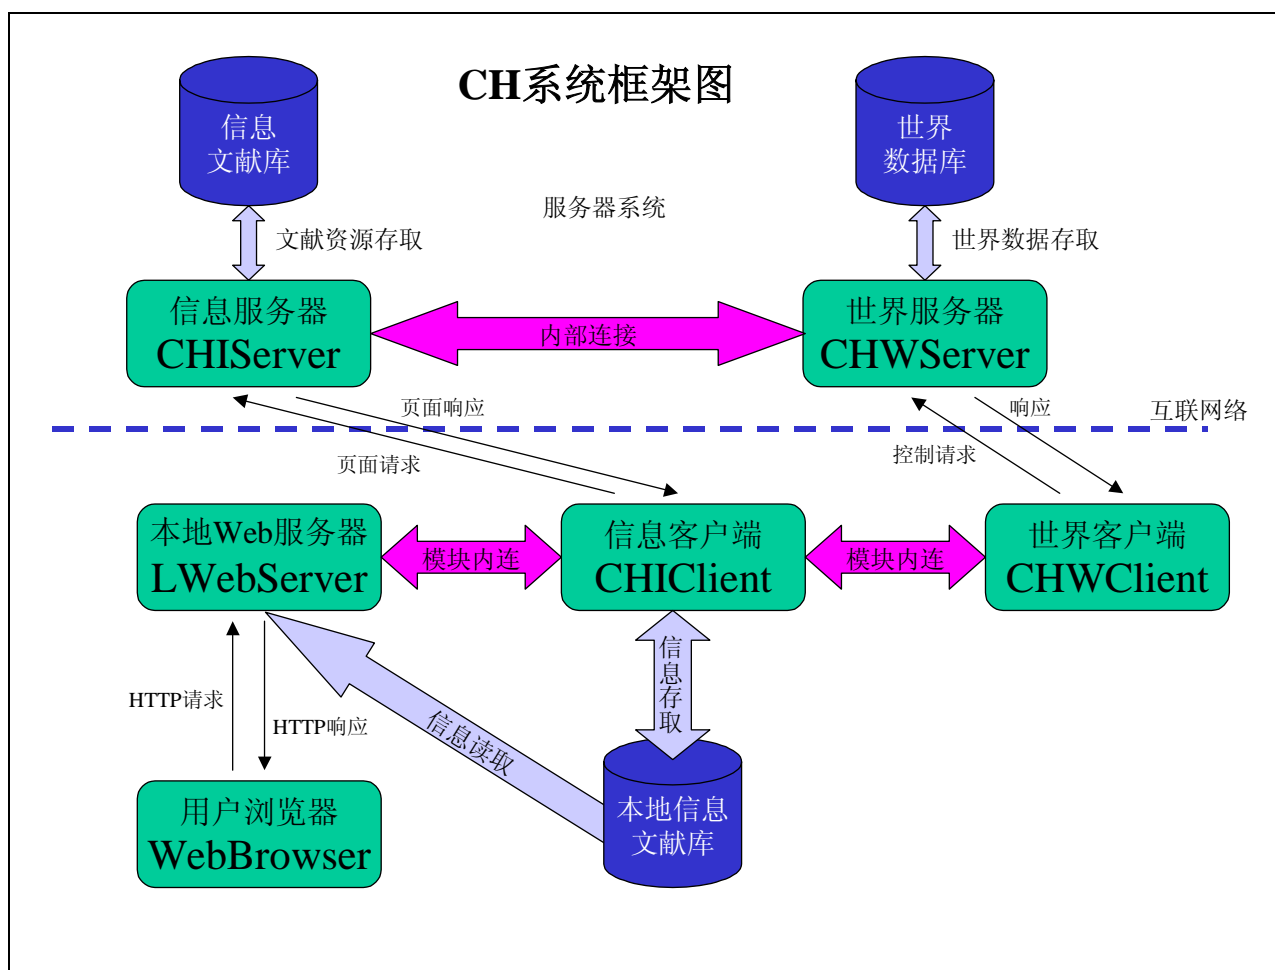 CH系统框架图
信息
文献库
世界
数据库
服务器系统
文献资源存取
世界数据存取
信息服务器
CHIServer
内部连接
世界服务器
CHWServer
页面响应
响应
互联网络
页面请求
控制请求
本地Web服务器
LWebServer
模块内连
信息客户端
CHIClient
模块内连
世界客户端
CHWClient
信息存取
HTTP请求
HTTP响应
信息读取
用户浏览器
WebBrowser
本地信息
文献库